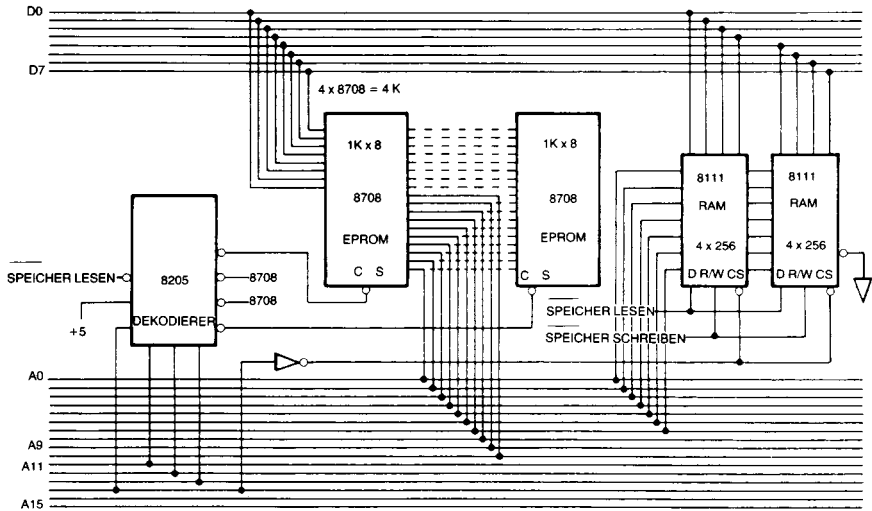 D0
D7
4 x 8708 = 4 K
1K x 8
8708
EPROM
C S
1K x 8
8708
EPROM
C S
8111
RAM
4 x 256
D R/W CS
8111
RAM
4 x 256
D R/W CS
SPEICHER LESEN
+5
8205
DEKODIERER
8708
8708
SPEICHER LESEN
SPEICHER SCHREIBEN
A0
A9
A11
A15